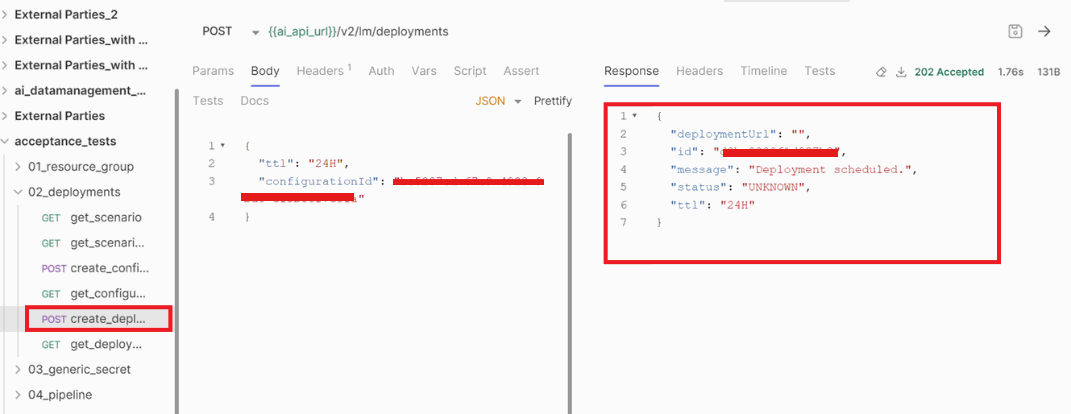 External Parties_2
External Parties_with ...
External Parties_with ...
ai_datamanagement_...
External Parties
acceptance_tests
01_resource_group
02_deployments
GET get_scenario
GET get_scenari...
POST create_confi...
GET get_configu...
POST create_depl...
GET get_deploy...
03_generic_secret
04_pipeline
POST {{ai_api_url}}/v2/lm/deployments
Params Body Headers 1 Auth Vars Script Assert
Tests Docs
JSON Prettify
1 {
2 "ttl": "24H",
3 "configurationId": "
"
4 }
Response Headers Timeline Tests 202 Accepted 1.76s 131B
1 {
2 "deploymentUrl": "",
3 "id": "",
4 "message": "Deployment scheduled.",
5 "status": "UNKNOWN",
6 "ttl": "24H"
7 }